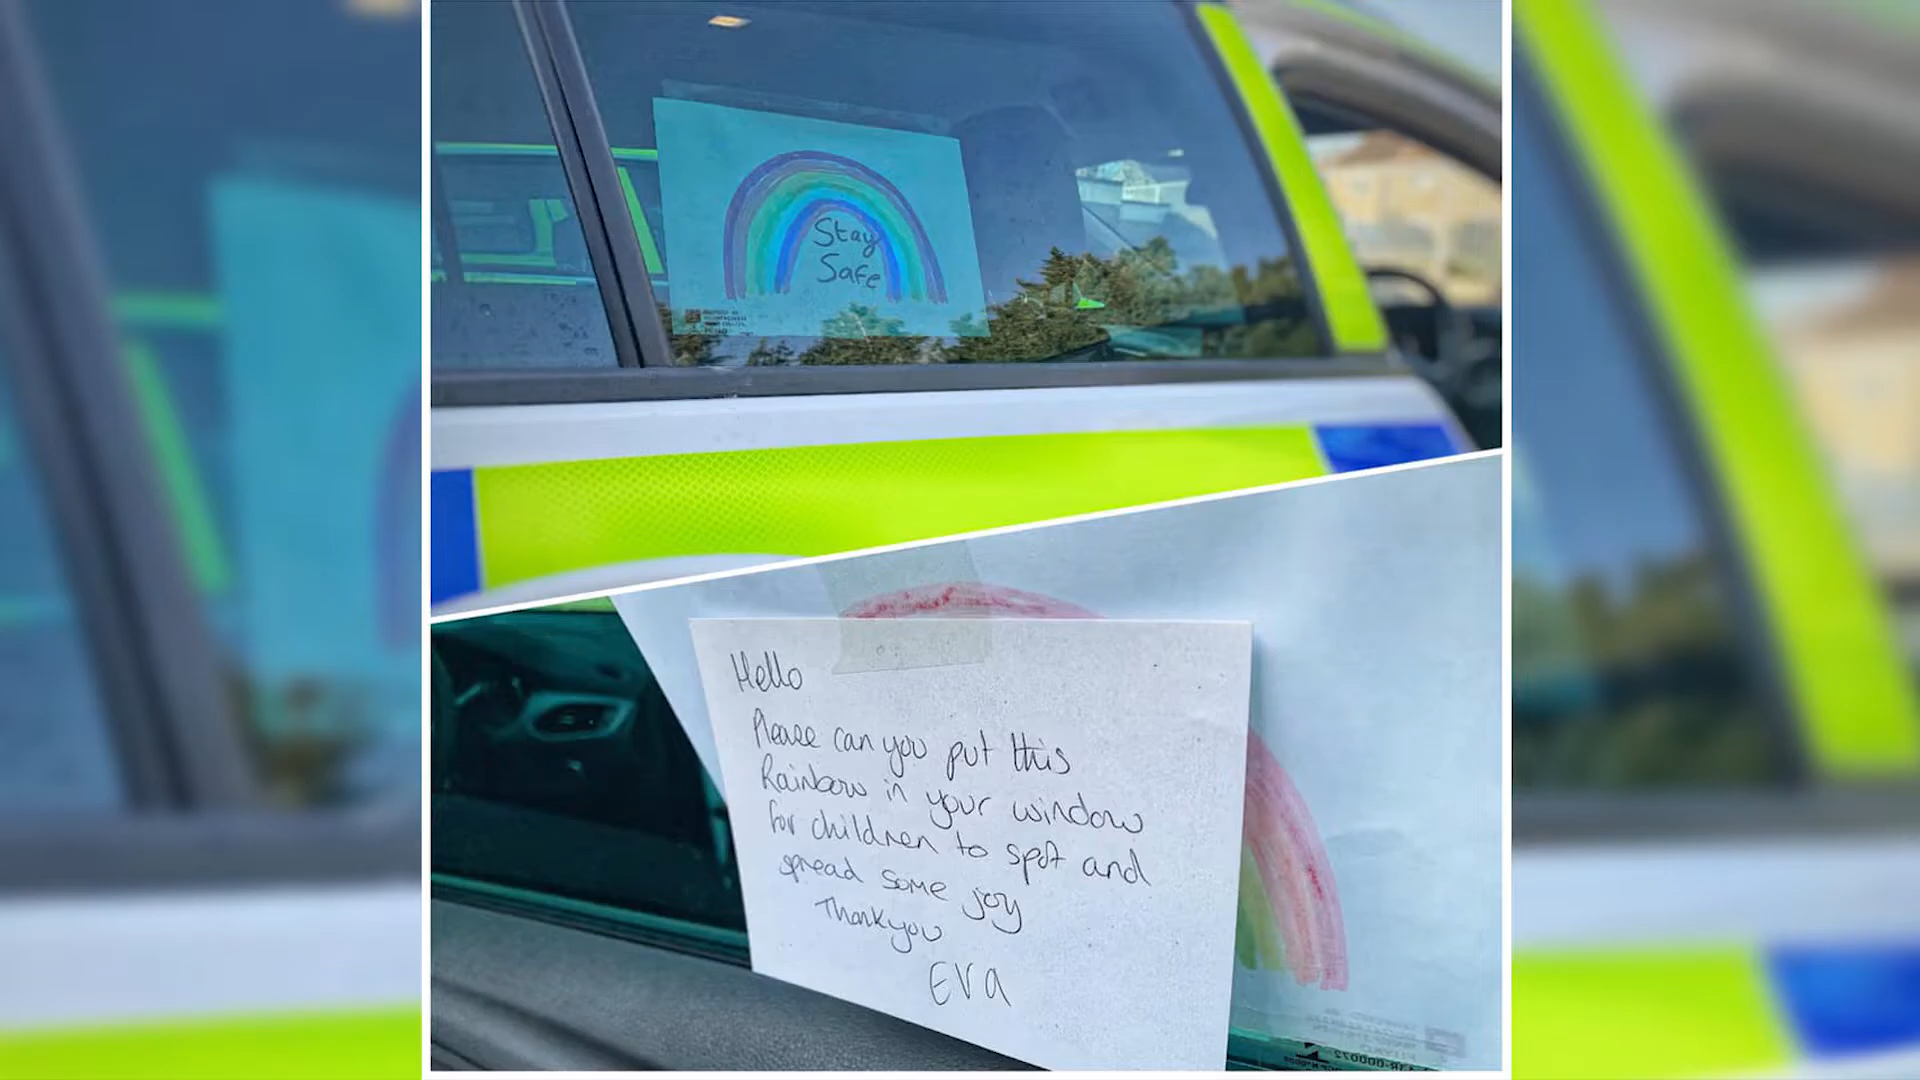 Stay
Safe
Hello
Please can you put this
Rainbow in your window
for children to spot and
spread some joy
Thankyou
Eva